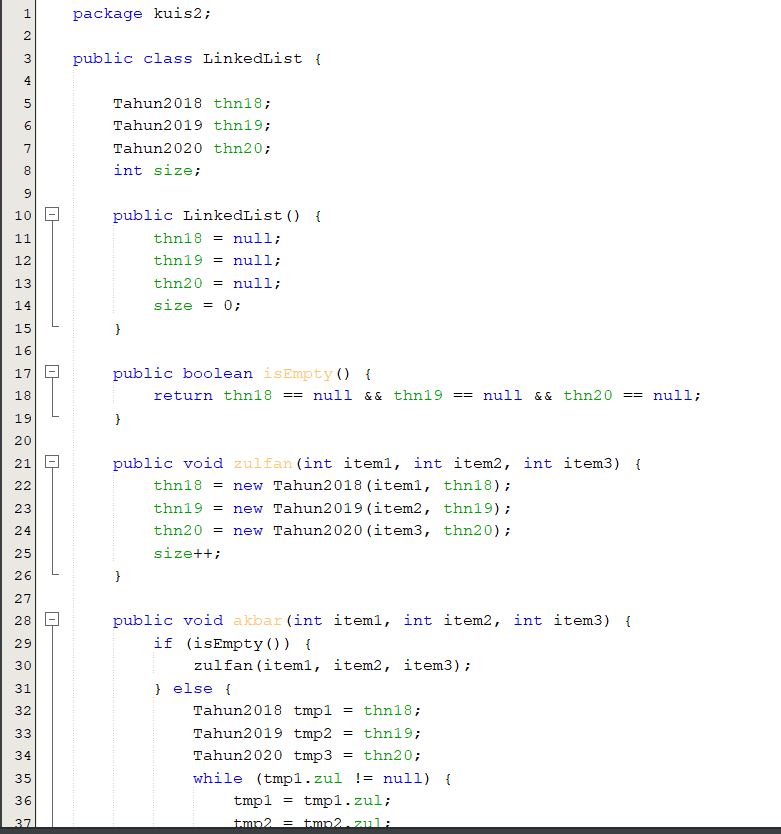 1 package kuis2;
2
3 public class LinkedList {
4
5     Tahun2018 thn18;
6     Tahun2019 thn19;
7     Tahun2020 thn20;
8     int size;
9
10     public LinkedList() {
11         thn18 = null;
12         thn19 = null;
13         thn20 = null;
14         size = 0;
15     }
16
17     public boolean isEmpty() {
18         return thn18 == null && thn19 == null && thn20 == null;
19     }
20
21     public void zulfan(int item1, int item2, int item3) {
22         thn18 = new Tahun2018(item1, thn18);
23         thn19 = new Tahun2019(item2, thn19);
24         thn20 = new Tahun2020(item3, thn20);
25         size++;
26     }
27
28     public void akbar(int item1, int item2, int item3) {
29         if (isEmpty()) {
30             zulfan(item1, item2, item3);
31         } else {
32             Tahun2018 tmp1 = thn18;
33             Tahun2019 tmp2 = thn19;
34             Tahun2020 tmp3 = thn20;
35             while (tmp1.zul != null) {
36                 tmp1 = tmp1.zul;
37                 tmp2 = tmp2.zul;